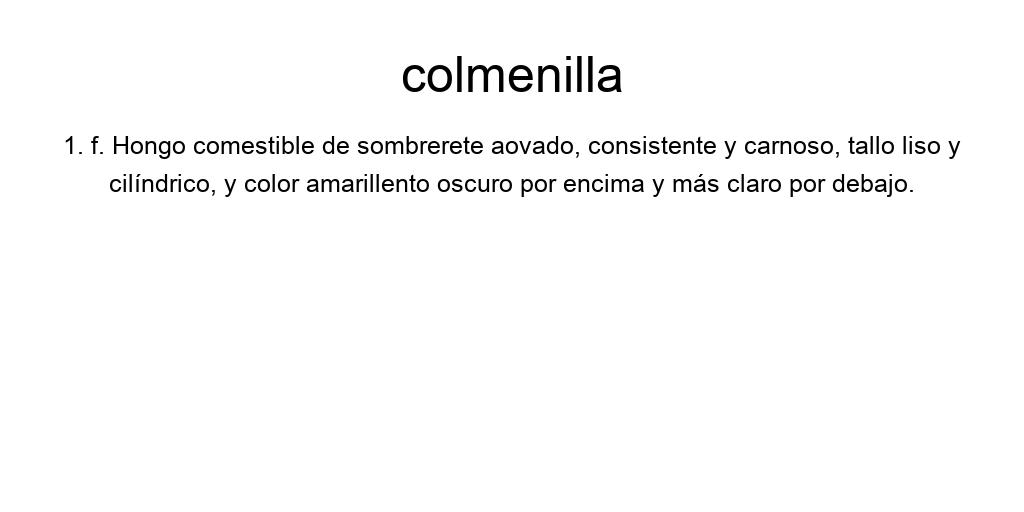 colmenilla
1. f. Hongo comestible de sombrerete aovado, consistente y carnoso, tallo liso y
cilíndrico, y color amarillento oscuro por encima y más claro por debajo.